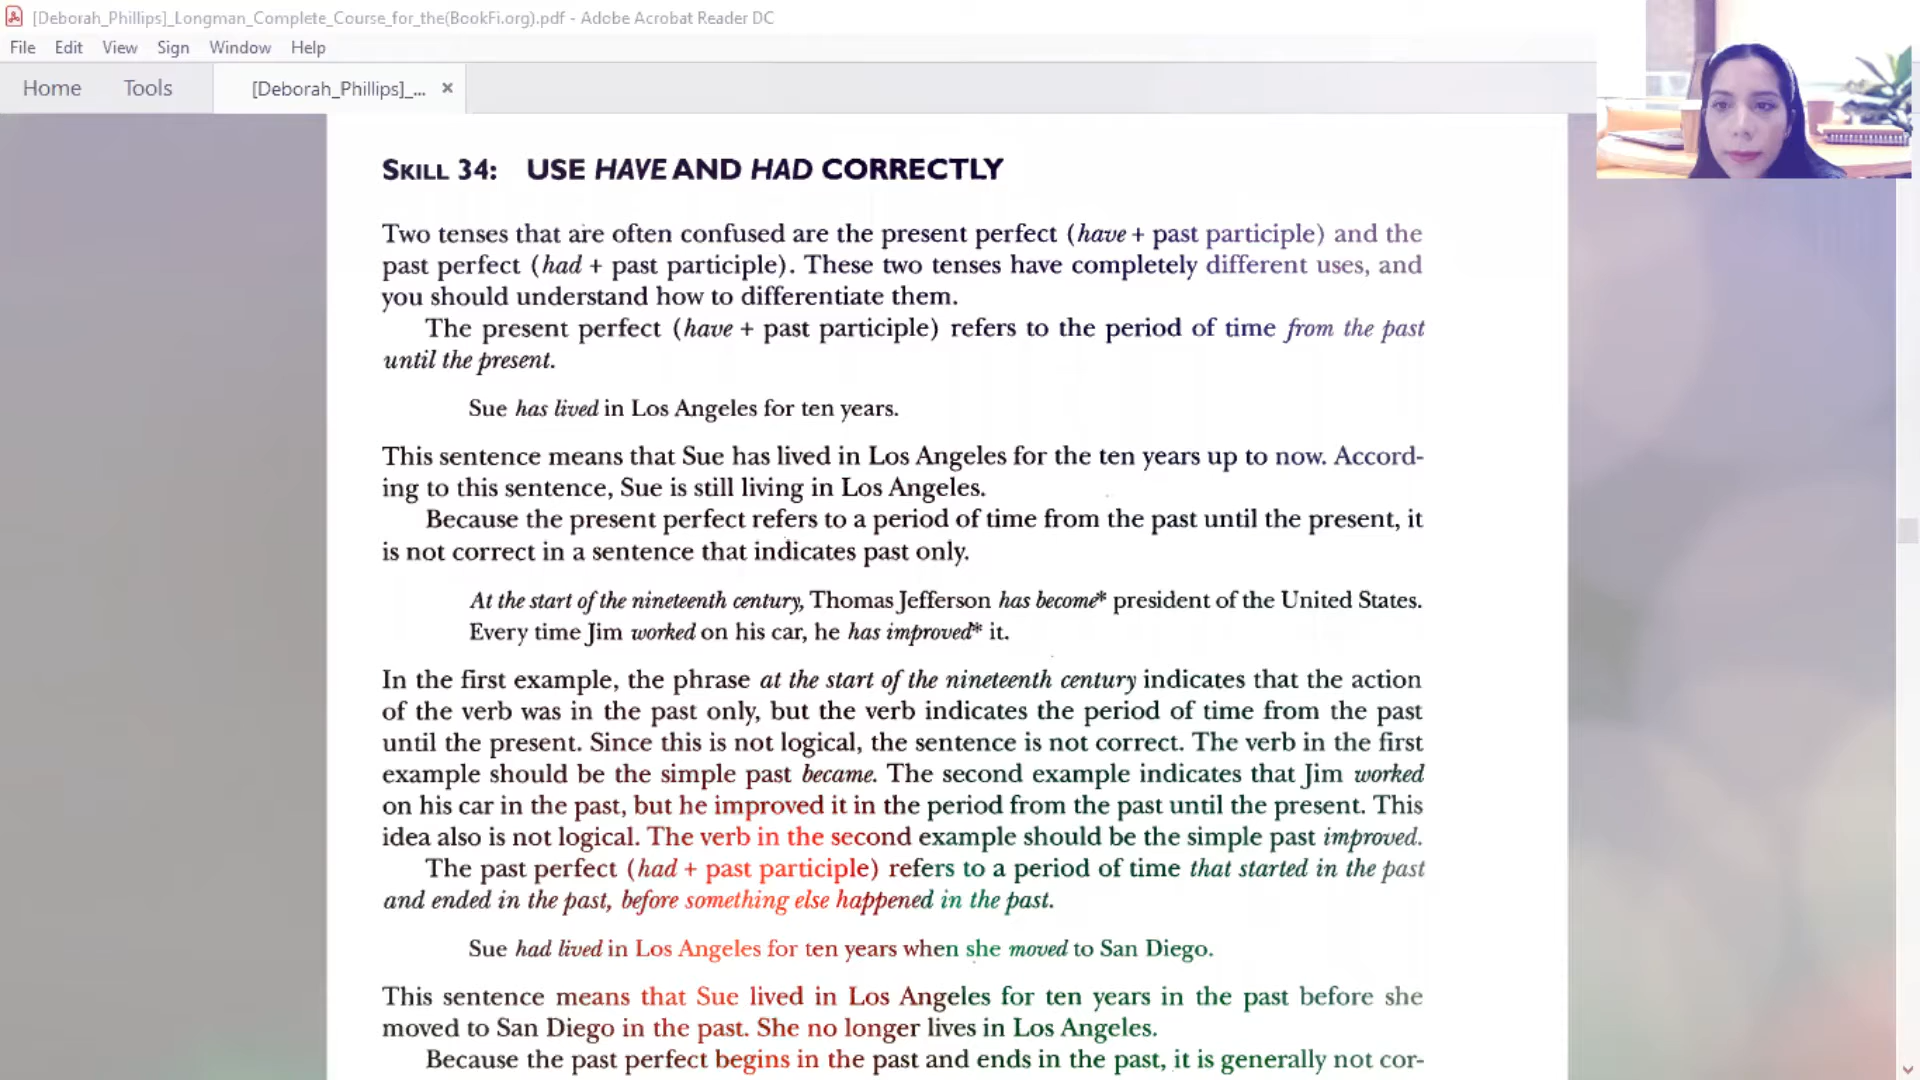 [Deborah_Phillips]_Longman_Complete_Course_for_the(BookFi.org).pdf - Adobe Acrobat Reader DC
File Edit View Sign Window Help
Home Tools [Deborah_Phillips]_... ×
SKILL 34: USE HAVE AND HAD CORRECTLY
Two tenses that are often confused are the present perfect (have + past participle) and the
past perfect (had + past participle). These two tenses have completely different uses, and
you should understand how to differentiate them.
The present perfect (have + past participle) refers to the period of time from the past
until the present.
Sue has lived in Los Angeles for ten years.
This sentence means that Sue has lived in Los Angeles for the ten years up to now. Accord-
ing to this sentence, Sue is still living in Los Angeles.
Because the present perfect refers to a period of time from the past until the present, it
is not correct in a sentence that indicates past only.
At the start of the nineteenth century, Thomas Jefferson has become* president of the United States.
Every time Jim worked on his car, he has improved* it.
In the first example, the phrase at the start of the nineteenth century indicates that the action
of the verb was in the past only, but the verb indicates the period of time from the past
until the present. Since this is not logical, the sentence is not correct. The verb in the first
example should be the simple past became. The second example indicates that Jim worked
on his car in the past, but he improved it in the period from the past until the present. This
idea also is not logical. The verb in the second example should be the simple past improved.
The past perfect (had + past participle) refers to a period of time that started in the past
and ended in the past, before something else happened in the past.
Sue had lived in Los Angeles for ten years when she moved to San Diego.
This sentence means that Sue lived in Los Angeles for ten years in the past before she
moved to San Diego in the past. She no longer lives in Los Angeles.
Because the past perfect begins in the past and ends in the past, it is generally not cor-